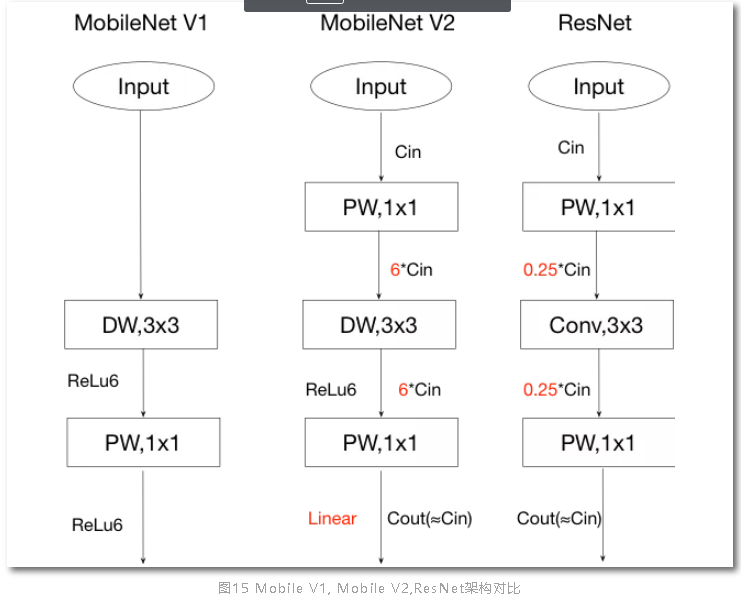 MobileNet V1
Input
DW,3x3
ReLu6
PW,1x1
ReLu6
MobileNet V2
Input
Cin
PW,1x1
6*Cin
DW,3x3
ReLu6 6*Cin
PW,1x1
Linear Cout(≈Cin)
ResNet
Input
Cin
PW,1x1
0.25*Cin
Conv,3x3
0.25*Cin
PW,1x1
Cout(≈Cin)
图15 Mobile V1, Mobile V2,ResNet架构对比